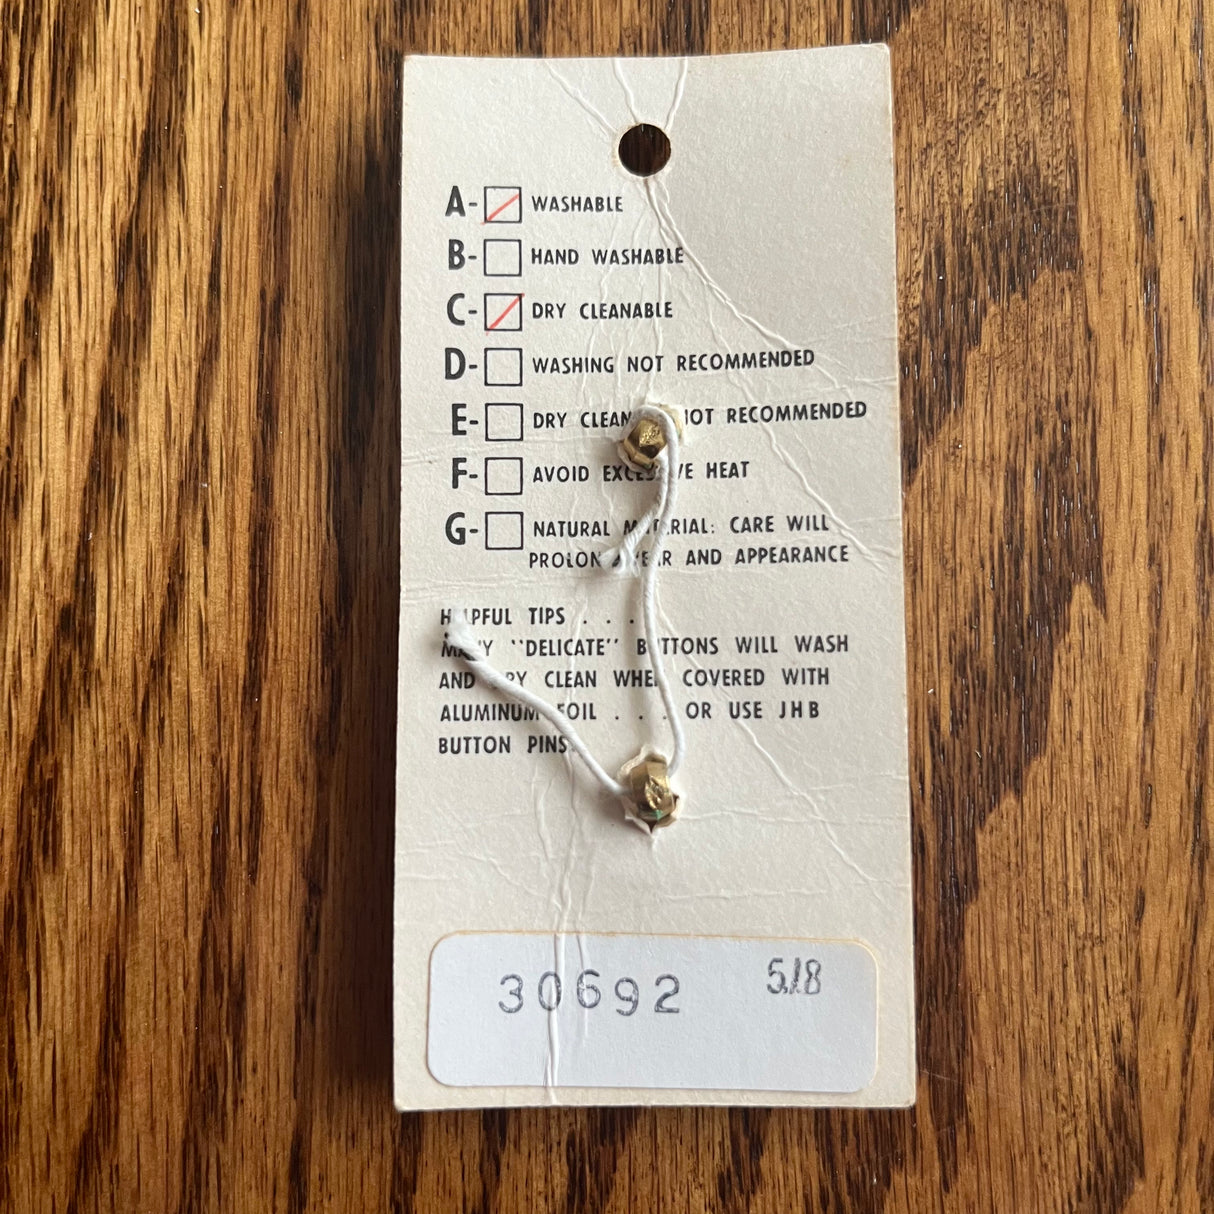 A- WASHABLE
B- HAND WASHABLE
C- DRY CLEANABLE
D- WASHING NOT RECOMMENDED
E- DRY CLEANING NOT RECOMMENDED
F- AVOID EXCESSIVE HEAT
G- NATURAL MATERIAL: CARE WILL
PROLONG WEAR AND APPEARANCE
HELPFUL TIPS . . .
MANY "DELICATE" BUTTONS WILL WASH
AND DRY CLEAN WHEN COVERED WITH
ALUMINUM FOIL . . . OR USE JHB
BUTTON PINS.
30692 5/8